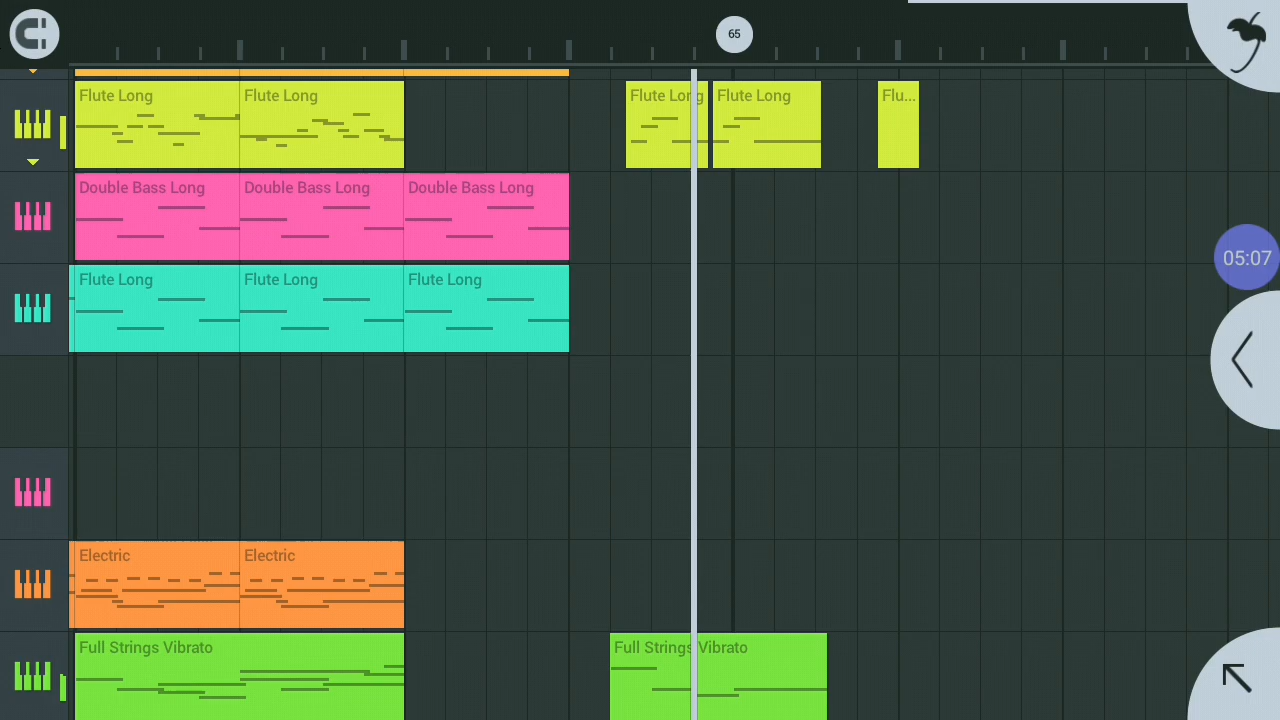 65
Flute Long Flute Long Flute Long Flute Long Flu...
Double Bass Long Double Bass Long Double Bass Long
05:07
Flute Long Flute Long Flute Long
Electric Electric
Full Strings Vibrato Full Strings Vibrato